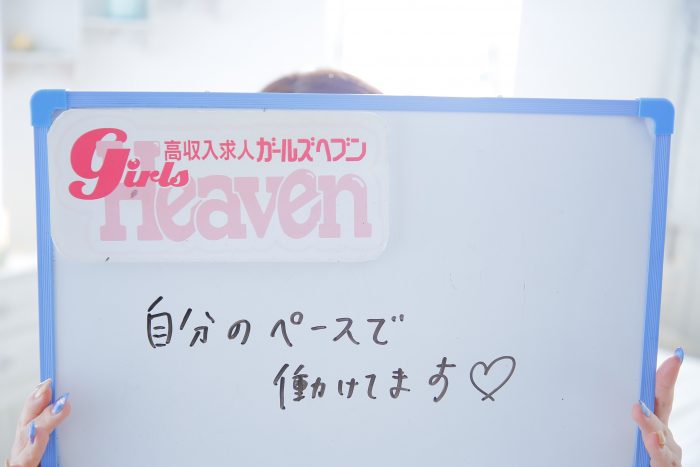 高収入求人ガールズヘブン
Girls
Heaven
自分のペースで
働けてます♡